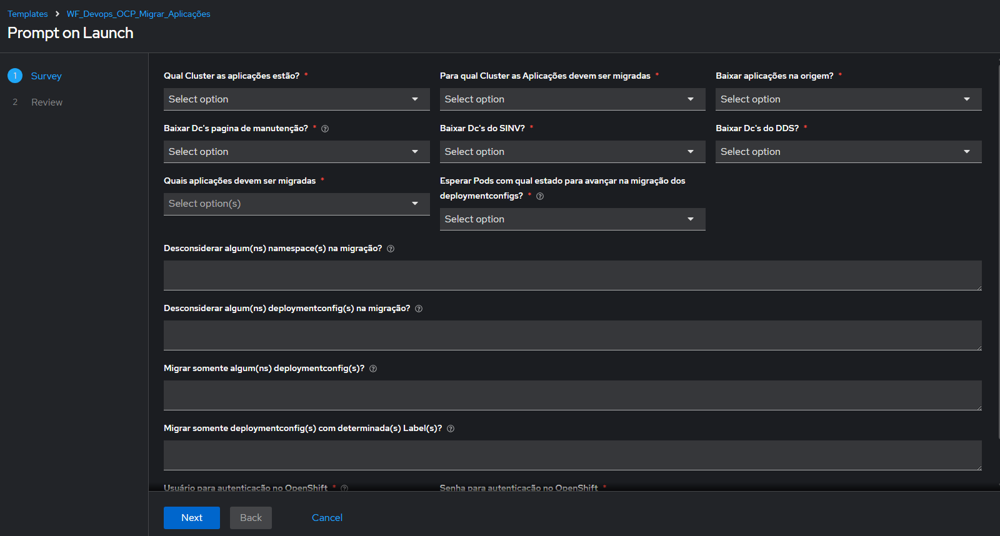 Templates > WF_Devops_OCP_Migrar_Aplicações
Prompt on Launch
1 Survey
2 Review
Qual Cluster as aplicações estão? *
Select option
Para qual Cluster as Aplicações devem ser migradas *
Select option
Baixar aplicações na origem? *
Select option
Baixar Dc's pagina de manutenção? *
Select option
Baixar Dc's do SINV? *
Select option
Baixar Dc's do DDS? *
Select option
Quais aplicações devem ser migradas *
Select option(s)
Esperar Pods com qual estado para avançar na migração dos
deploymentconfigs? *
Select option
Desconsiderar algum(ns) namespace(s) na migração?
Desconsiderar algum(ns) deploymentconfig(s) na migração?
Migrar somente algum(ns) deploymentconfig(s)?
Migrar somente deploymentconfig(s) com determinada(s) Label(s)?
Usuário para autenticação no OpenShift *
Senha para autenticação no OpenShift *
Next
Back
Cancel